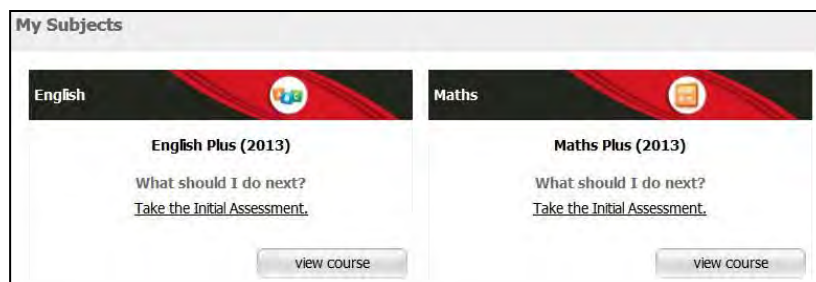 My Subjects
English
Maths
English Plus (2013)
Maths Plus (2013)
What should I do next?
What should I do next?
Take the Initial Assessment.
Take the Initial Assessment.
view course
view course